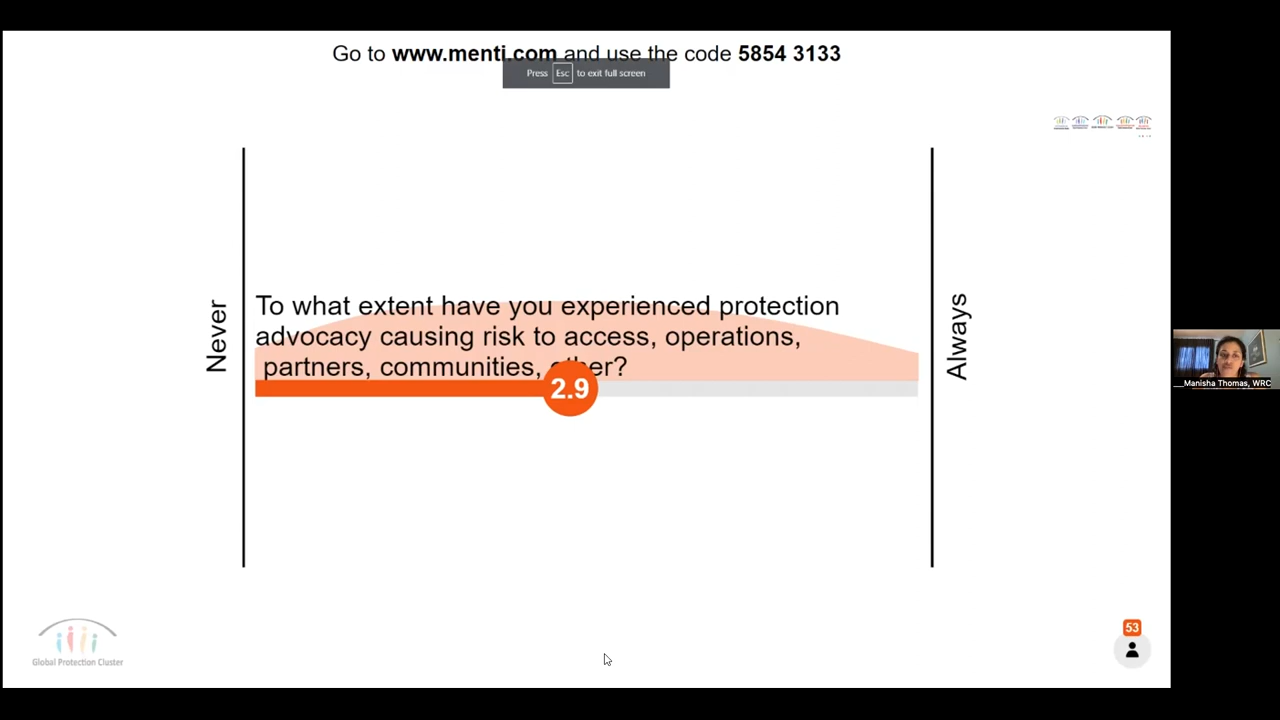 Go to www.menti.com and use the code 5854 3133
Press Esc to exit full screen
Never
To what extent have you experienced protection
advocacy causing risk to access, operations,
partners, communities, other?
2.9
Always
Manisha Thomas, WRC
Global Protection Cluster
53